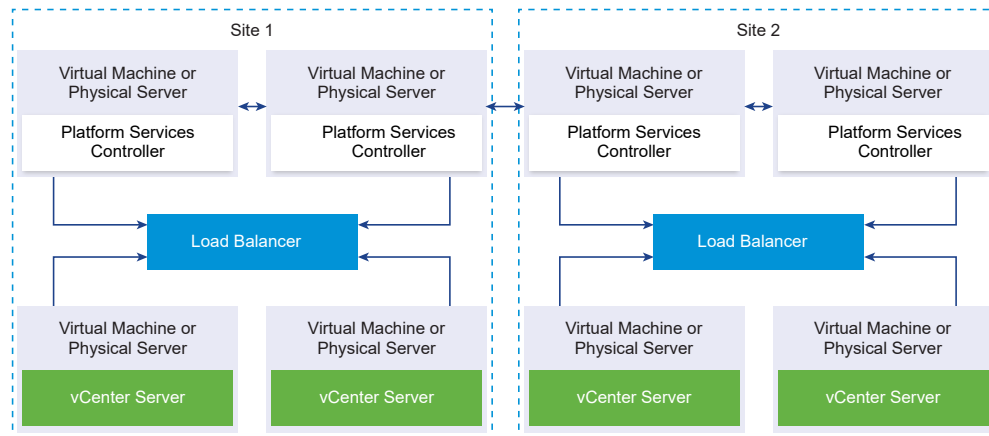 Site 1
Virtual Machine or
Physical Server
Platform Services
Controller
Virtual Machine or
Physical Server
Platform Services
Controller
Load Balancer
Virtual Machine or
Physical Server
vCenter Server
Virtual Machine or
Physical Server
vCenter Server
Site 2
Virtual Machine or
Physical Server
Platform Services
Controller
Virtual Machine or
Physical Server
Platform Services
Controller
Load Balancer
Virtual Machine or
Physical Server
vCenter Server
Virtual Machine or
Physical Server
vCenter Server